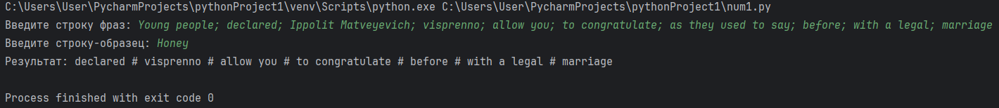 C:\Users\User\PycharmProjects\pythonProject1\venv\Scripts\python.exe C:\Users\User\PycharmProjects\pythonProject1\num1.py
Введите строку фраз: Young people; declared; Ippolit Matveyevich; visprenno; allow you; to congratulate; as they used to say; before; with a legal; marriage
Введите строку-образец: Honey
Результат: declared # visprenno # allow you # to congratulate # before # with a legal # marriage
Process finished with exit code 0